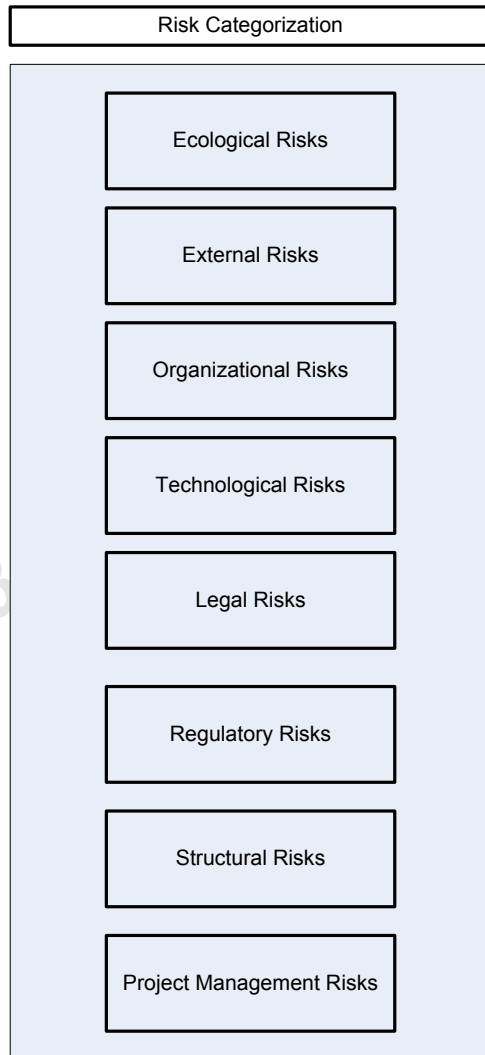 Risk Categorization
Ecological Risks
External Risks
Organizational Risks
Technological Risks
Legal Risks
Regulatory Risks
Structural Risks
Project Management Risks